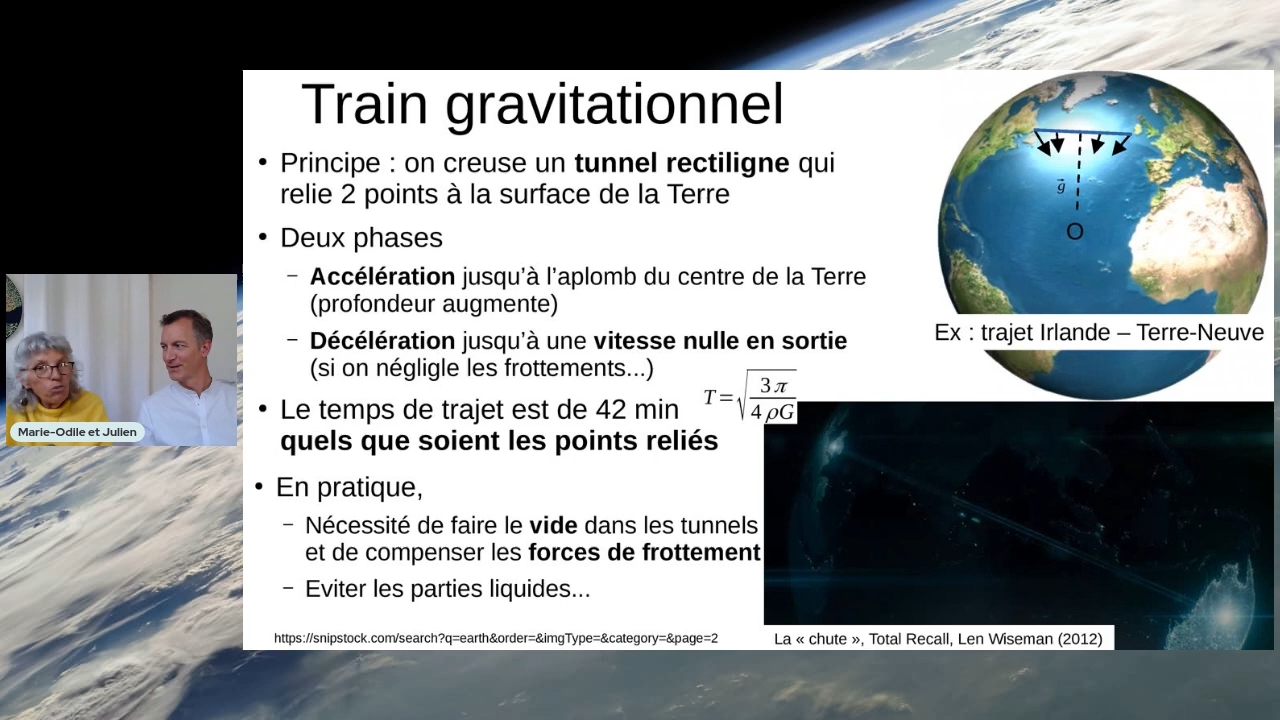 Train gravitationnel
• Principe : on creuse un tunnel rectiligne qui
relie 2 points à la surface de la Terre
• Deux phases
– Accélération jusqu’à l’aplomb du centre de la Terre
(profondeur augmente)
– Décélération jusqu’à une vitesse nulle en sortie
(si on négligle les frottements...)
• Le temps de trajet est de 42 min
quels que soient les points reliés
T=√(3π/4ρG)
• En pratique,
– Nécessité de faire le vide dans les tunnels
et de compenser les forces de frottement
– Eviter les parties liquides...
https://snipstock.com/search?q=earth&order=&imgType=&category=&page=2
g⃗
O
Ex : trajet Irlande – Terre-Neuve
La « chute », Total Recall, Len Wiseman (2012)
Marie-Odile et Julien